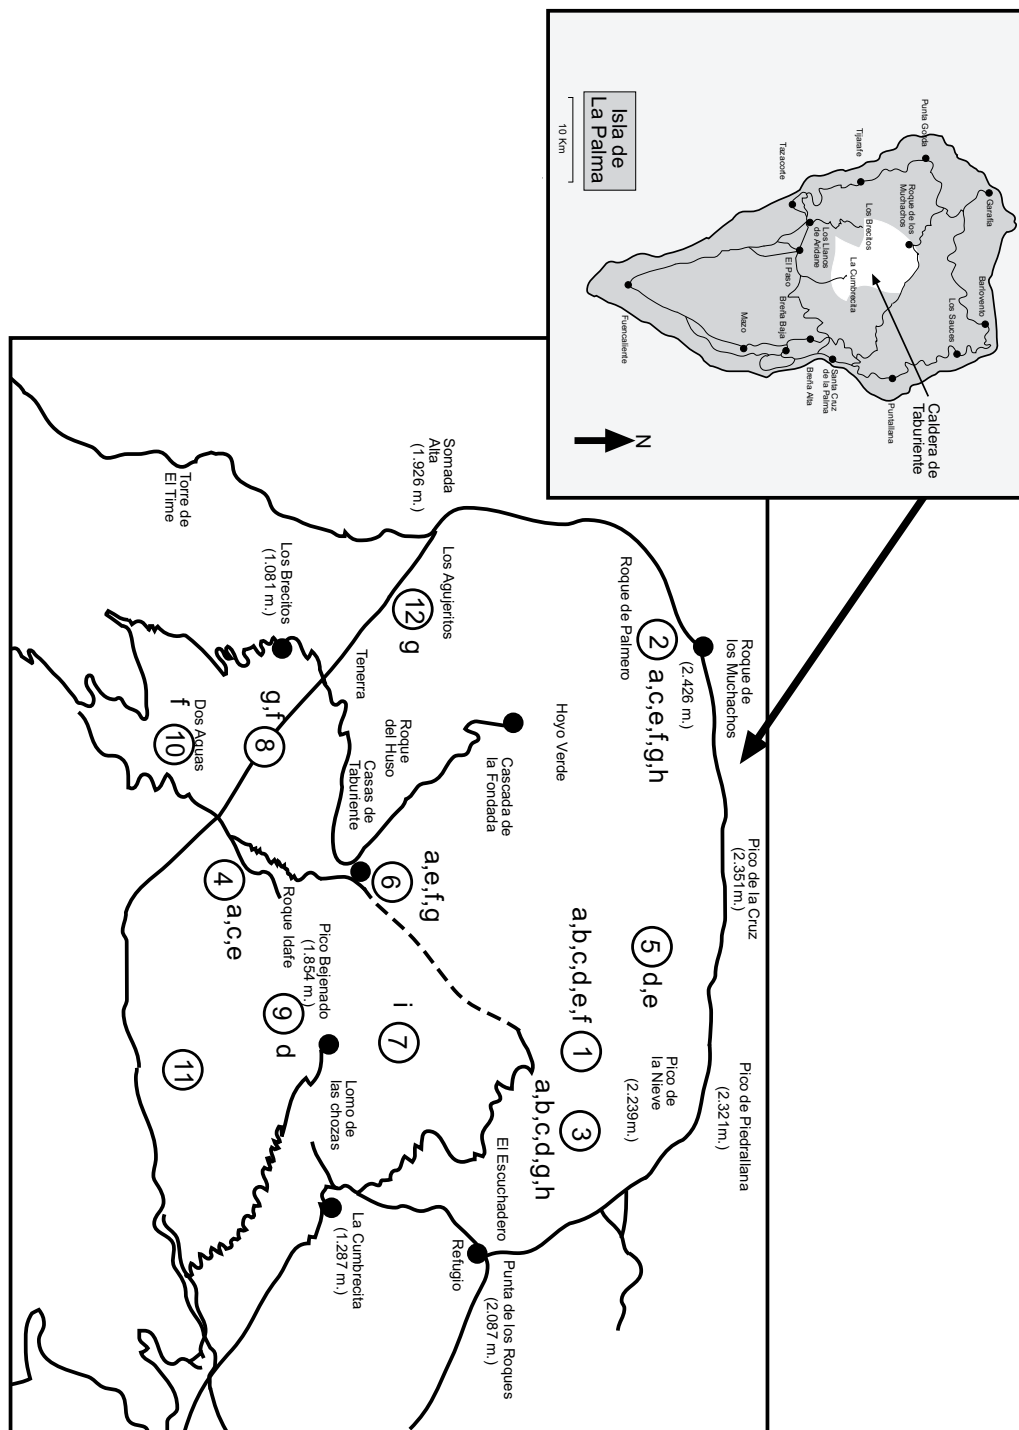 Isla de
La Palma
10 Km
Punta Gorda
Garafía
Tijarafe
Roque de los
Muchachos
Barlovento
Tazacorte
Los Brecitos
Los Sauces
Los Llanos
de Aridane
La Cumbrecita
El Paso
Breña Baja
Mazo
Fuencaliente
Santa Cruz
de la Palma
Breña Alta
Puntallana
Caldera de
Taburiente
N
Somada
Alta
(1.926 m.)
Torre de
El Time
Los Brecitos
(1.081 m.)
Los Agujeritos
12 g
Roque de Palmero
2 a,c,e,f,g,h
(2.426 m.)
Roque de
los Muchachos
Tenerra
Hoyo Verde
g,f 8
Dos Aguas
f 10
Roque
del Huso
Casas de
Taburiente
Cascada de
la Fondada
Pico de la Cruz
(2.351m.)
a,e,f,g
6
4 a,c,e
Roque Idafe
5 d,e
a,b,c,d,e,f 1
Pico Bejenado
(1.854 m.)
9 d
i 7
11
3
a,b,c,d,g,h
Pico de
la Nieve
(2.239m.)
Pico de Piedrallana
(2.321m.)
Lomo de
las chozas
El Escuchadero
La Cumbrecita
(1.287 m.)
Refugio
Punta de los Roques
(2.087 m.)